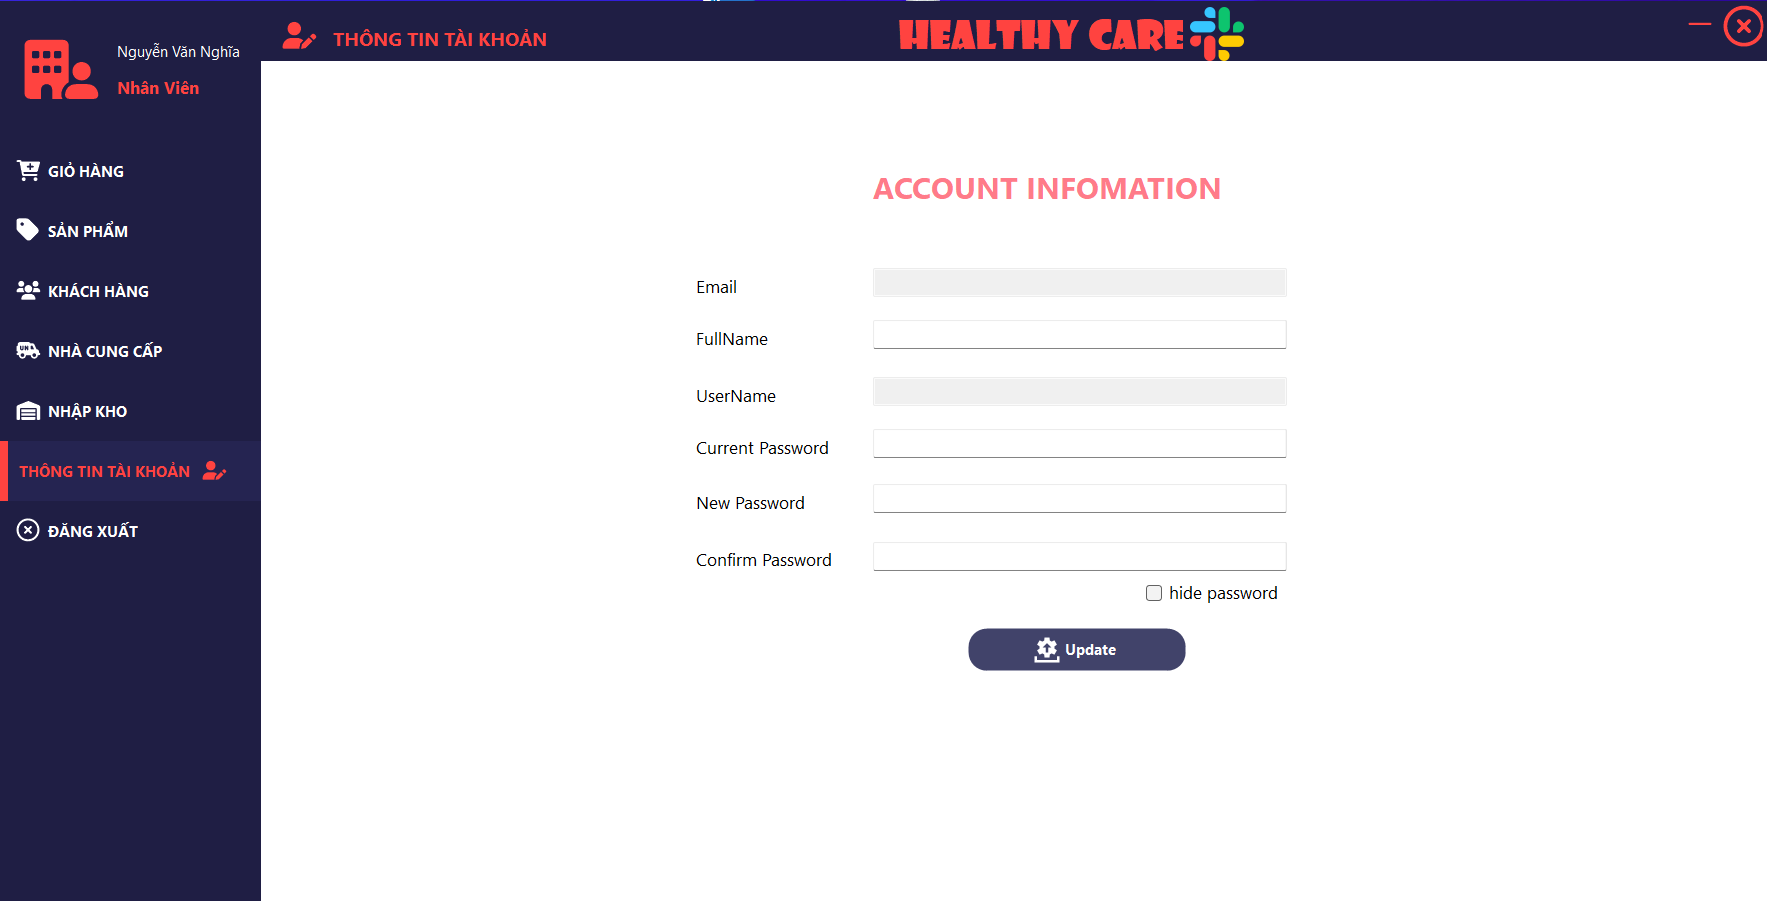 Nguyễn Văn Nghĩa
Nhân Viên
GIỎ HÀNG
SẢN PHẨM
KHÁCH HÀNG
NHÀ CUNG CẤP
NHẬP KHO
THÔNG TIN TÀI KHOẢN
ĐĂNG XUẤT
THÔNG TIN TÀI KHOẢN
HEALTHY CARE
ACCOUNT INFOMATION
Email
FullName
UserName
Current Password
New Password
Confirm Password
hide password
Update